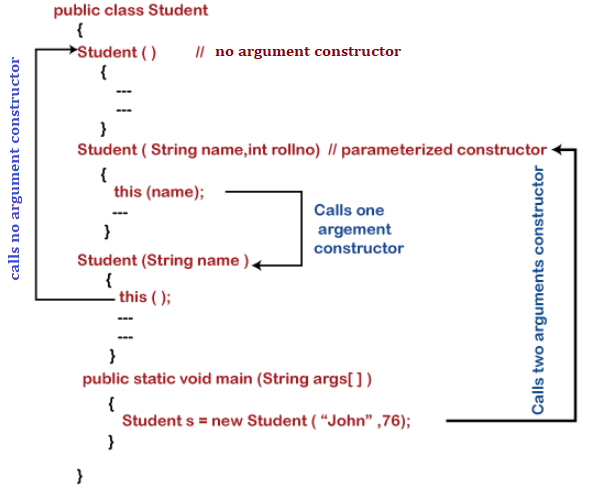 public class Student
{
Student ( ) // no argument constructor
{
---
---
}
Student ( String name,int rollno) // parameterized constructor
{
this (name);
---
}
Student (String name )
{
this ( );
---
---
}
public static void main (String args[ ] )
{
Student s = new Student ( “John” ,76);
}
}
calls no argument constructor
Calls one
argement
constructor
Calls two arguments constructor